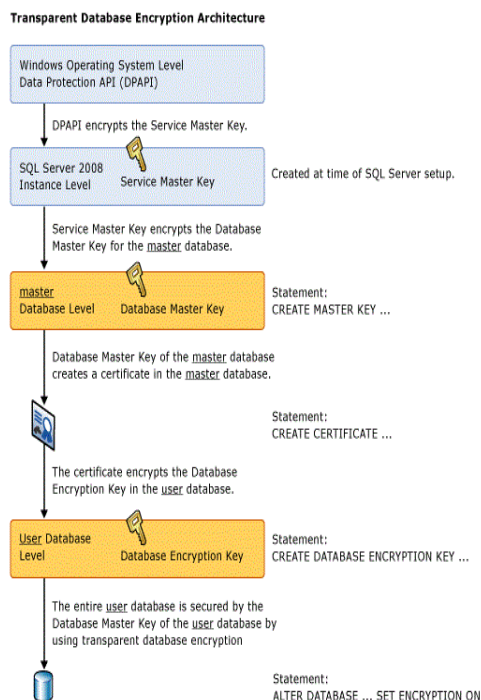 Transparent Database Encryption Architecture
Windows Operating System Level
Data Protection API (DPAPI)
DPAPI encrypts the Service Master Key.
SQL Server 2008
Instance Level
Service Master Key
Created at time of SQL Server setup.
Service Master Key encrypts the Database
Master Key for the master database.
master
Database Level
Database Master Key
Statement:
CREATE MASTER KEY ...
Database Master Key of the master database
creates a certificate in the master database.
Statement:
CREATE CERTIFICATE ...
The certificate encrypts the Database
Encryption Key in the user database.
User Database
Level
Database Encryption Key
Statement:
CREATE DATABASE ENCRYPTION KEY ...
The entire user database is secured by the
Database Master Key of the user database by
using transparent database encryption
Statement:
ALTER DATABASE ... SET ENCRYPTION ON